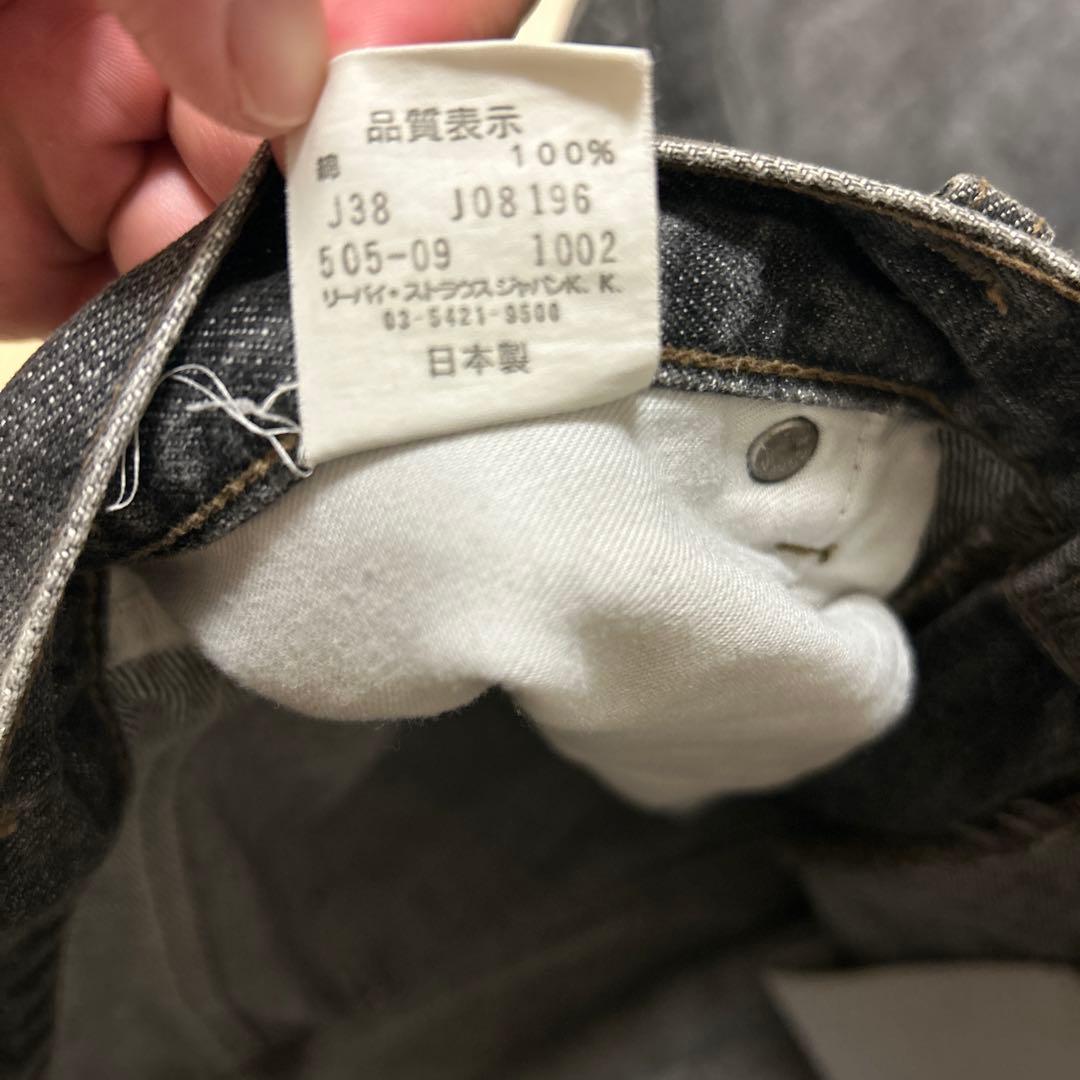 品質表示
綿 100%
J38 J08196
505-09 1002
リーバイ・ストラウスジャパンK.K.
03-5421-9500
日本製